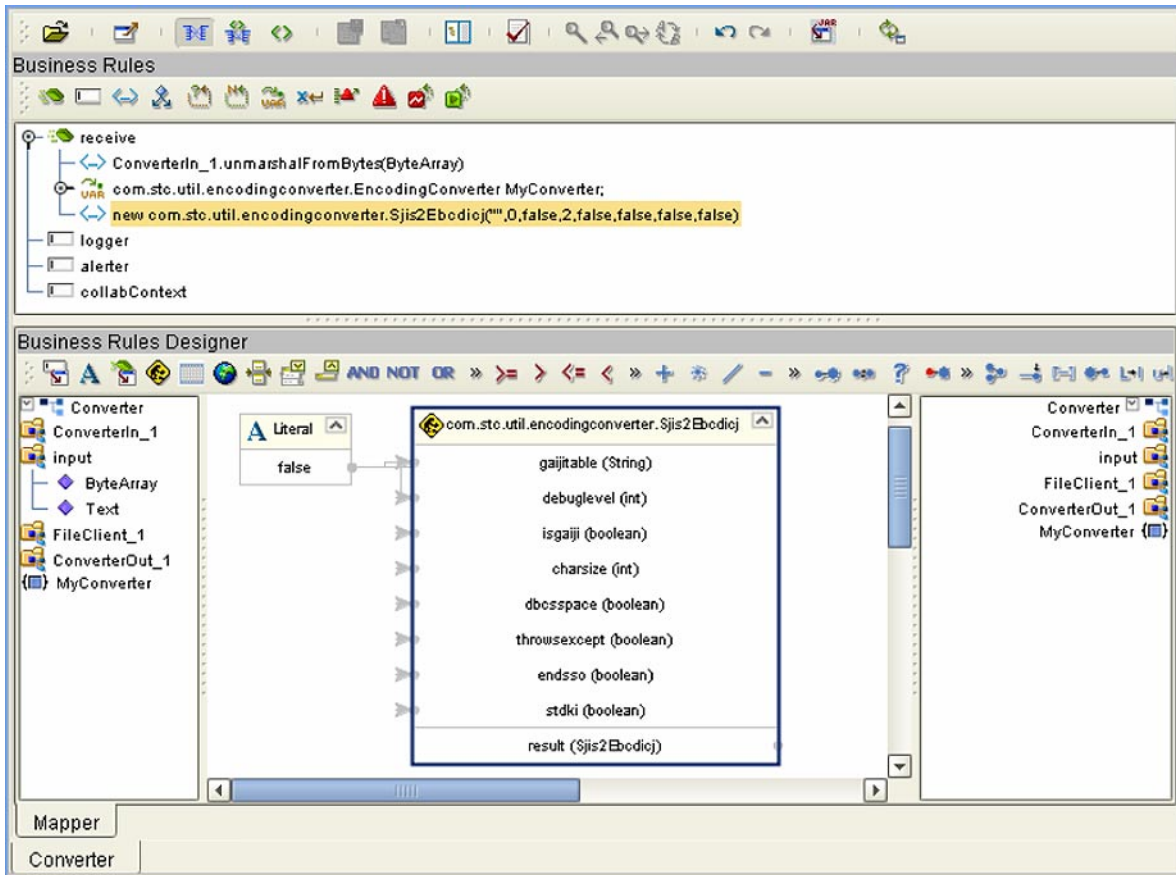 VAR
Business Rules
VAR
receive
ConverterIn_1.unmarshalFromBytes(ByteArray)
VAR com.stc.util.encodingconverter.EncodingConverter MyConverter;
new com.stc.util.encodingconverter.Sjis2Ebcdicj("",0,false,2,false,false,false,false)
logger
alerter
collabContext
Business Rules Designer
A AND NOT OR » >= > <= < » + / - » ? »
Converter
ConverterIn_1
input
ByteArray
Text
FileClient_1
ConverterOut_1
MyConverter
A Literal
false
com.stc.util.encodingconverter.Sjis2Ebcdicj
gaijitable (String)
debuglevel (int)
isgaiji (boolean)
charsize (int)
dbcsspace (boolean)
throwsexcept (boolean)
endsso (boolean)
stdki (boolean)
result (Sjis2Ebcdicj)
Converter
ConverterIn_1
input
FileClient_1
ConverterOut_1
MyConverter
Mapper
Converter